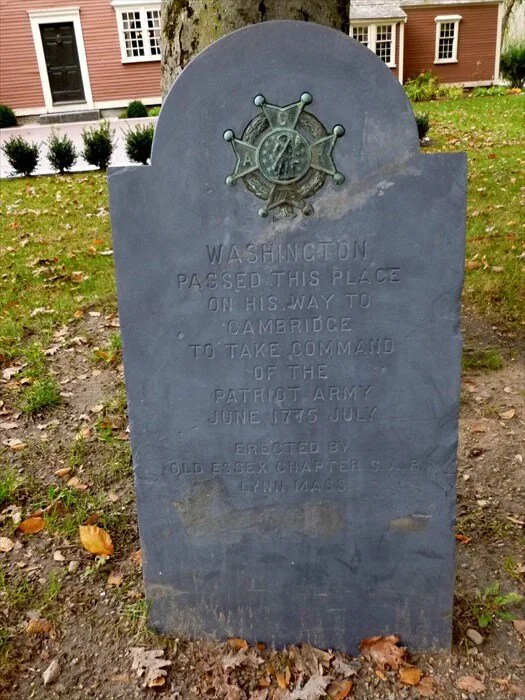 WASHINGTON
PASSED THIS PLACE
ON HIS WAY TO
CAMBRIDGE
TO TAKE COMMAND
OF THE
PATRIOT ARMY
JUNE 1775 JULY
ERECTED BY
OLD ESSEX CHAPTER S.A.R.
LYNN MASS